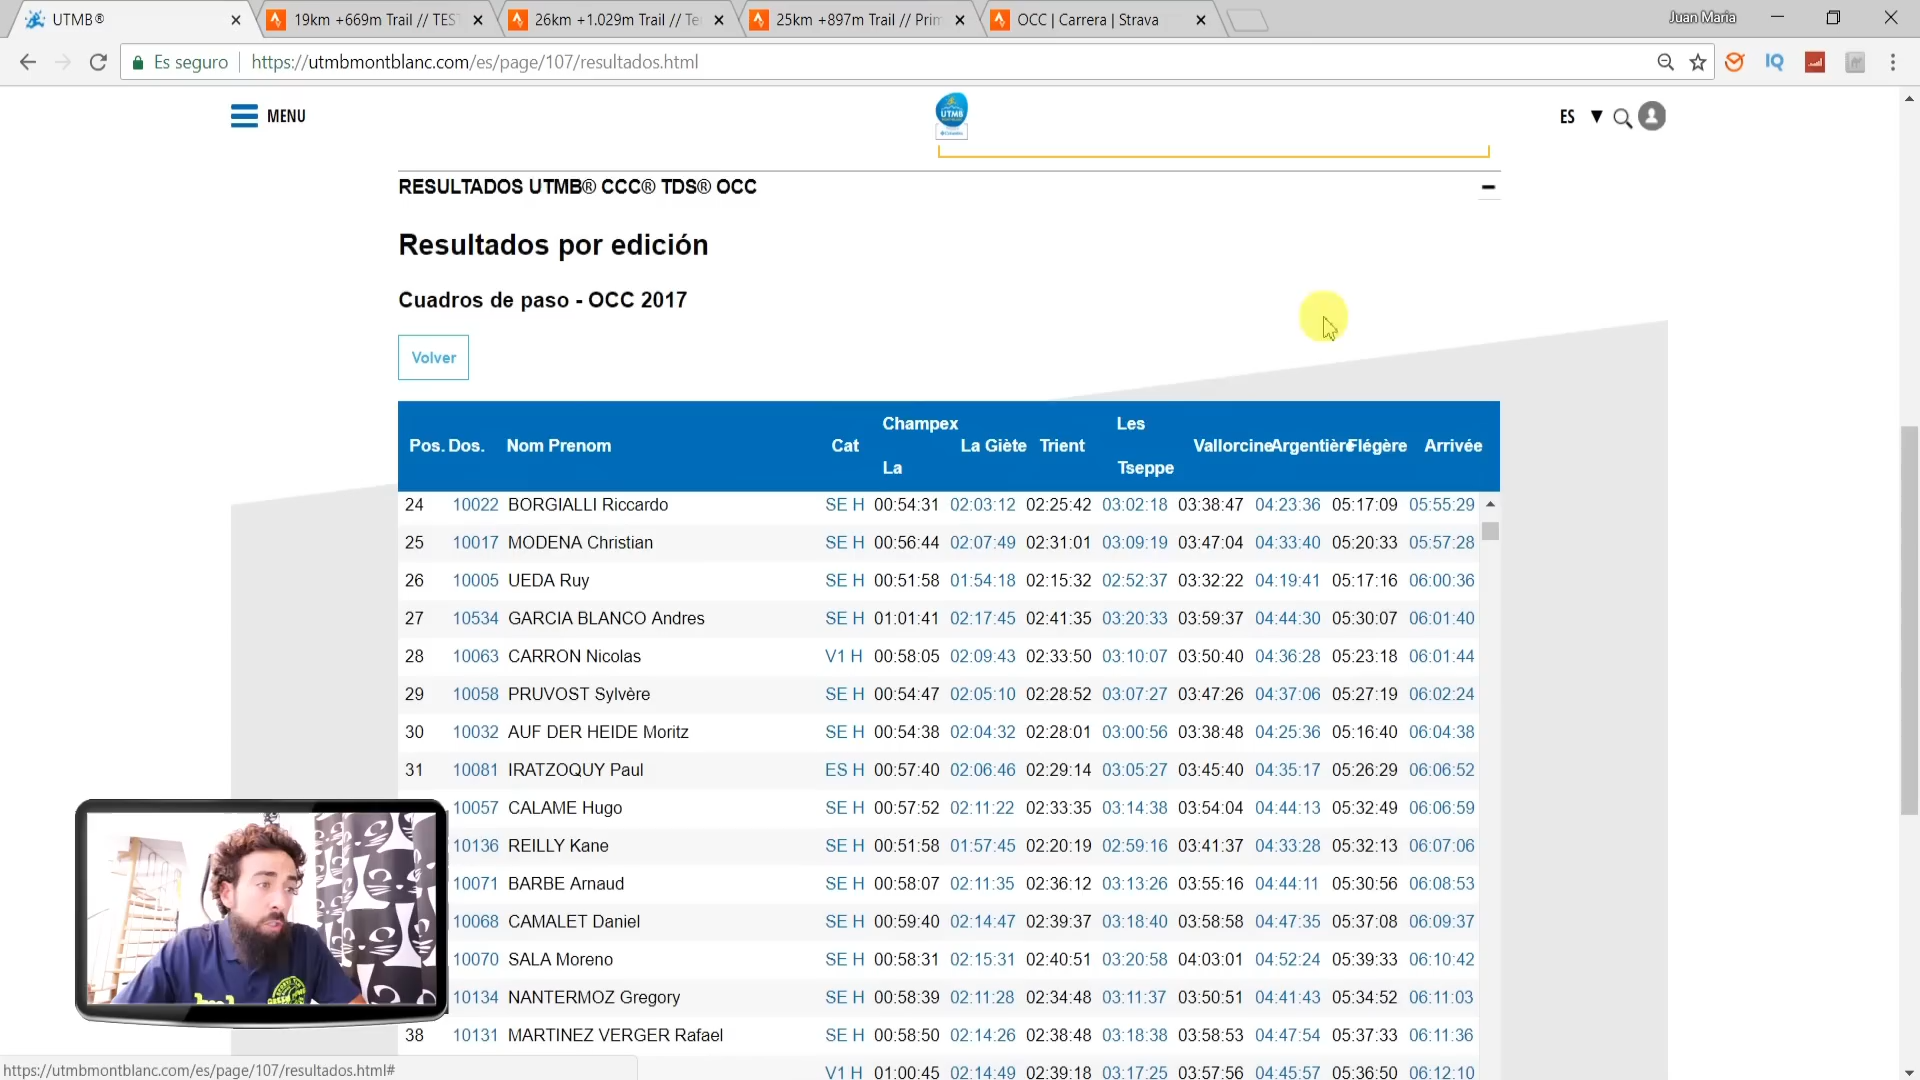 UTMB®
19km +669m Trail // TES
26km +1.029m Trail // Te
25km +897m Trail // Prim
OCC | Carrera | Strava
Juan Maria
Es seguro
https://utmbmontblanc.com/es/page/107/resultados.html
IQ
MENU
UTMB
ES
RESULTADOS UTMB® CCC® TDS® OCC
Resultados por edición
Cuadros de paso - OCC 2017
Volver
Pos. Dos. Nom Prenom Cat Champex La La Giète Trient Les Tseppe Vallorcine Argentière Flégère Arrivée
24 10022 BORGIALLI Riccardo SE H 00:54:31 02:03:12 02:25:42 03:02:18 03:38:47 04:23:36 05:17:09 05:55:29
25 10017 MODENA Christian SE H 00:56:44 02:07:49 02:31:01 03:09:19 03:47:04 04:33:40 05:20:33 05:57:28
26 10005 UEDA Ruy SE H 00:51:58 01:54:18 02:15:32 02:52:37 03:32:22 04:19:41 05:17:16 06:00:36
27 10534 GARCIA BLANCO Andres SE H 01:01:41 02:17:45 02:41:35 03:20:33 03:59:37 04:44:30 05:30:07 06:01:40
28 10063 CARRON Nicolas V1 H 00:58:05 02:09:43 02:33:50 03:10:07 03:50:40 04:36:28 05:23:18 06:01:44
29 10058 PRUVOST Sylvère SE H 00:54:47 02:05:10 02:28:52 03:07:27 03:47:26 04:37:06 05:27:19 06:02:24
30 10032 AUF DER HEIDE Moritz SE H 00:54:38 02:04:32 02:28:01 03:00:56 03:38:48 04:25:36 05:16:40 06:04:38
31 10081 IRATZOQUY Paul ES H 00:57:40 02:06:46 02:29:14 03:05:27 03:45:40 04:35:17 05:26:29 06:06:52
10057 CALAME Hugo SE H 00:57:52 02:11:22 02:33:35 03:14:38 03:54:04 04:44:13 05:32:49 06:06:59
10136 REILLY Kane SE H 00:51:58 01:57:45 02:20:19 02:59:16 03:41:37 04:33:28 05:32:13 06:07:06
10071 BARBE Arnaud SE H 00:58:07 02:11:35 02:36:12 03:13:26 03:55:16 04:44:11 05:30:56 06:08:53
10068 CAMALET Daniel SE H 00:59:40 02:14:47 02:39:37 03:18:40 03:58:58 04:47:35 05:37:08 06:09:37
10070 SALA Moreno SE H 00:58:31 02:15:31 02:40:51 03:20:58 04:03:01 04:52:24 05:39:33 06:10:42
10134 NANTERMOZ Gregory SE H 00:58:39 02:11:28 02:34:48 03:11:37 03:50:51 04:41:43 05:34:52 06:11:03
38 10131 MARTINEZ VERGER Rafael SE H 00:58:50 02:14:26 02:38:48 03:18:38 03:58:53 04:47:54 05:37:33 06:11:36
V1 H 01:00:45 02:14:49 02:39:18 03:17:25 03:57:56 04:45:57 05:36:50 06:12:10
https://utmbmontblanc.com/es/page/107/resultados.html#